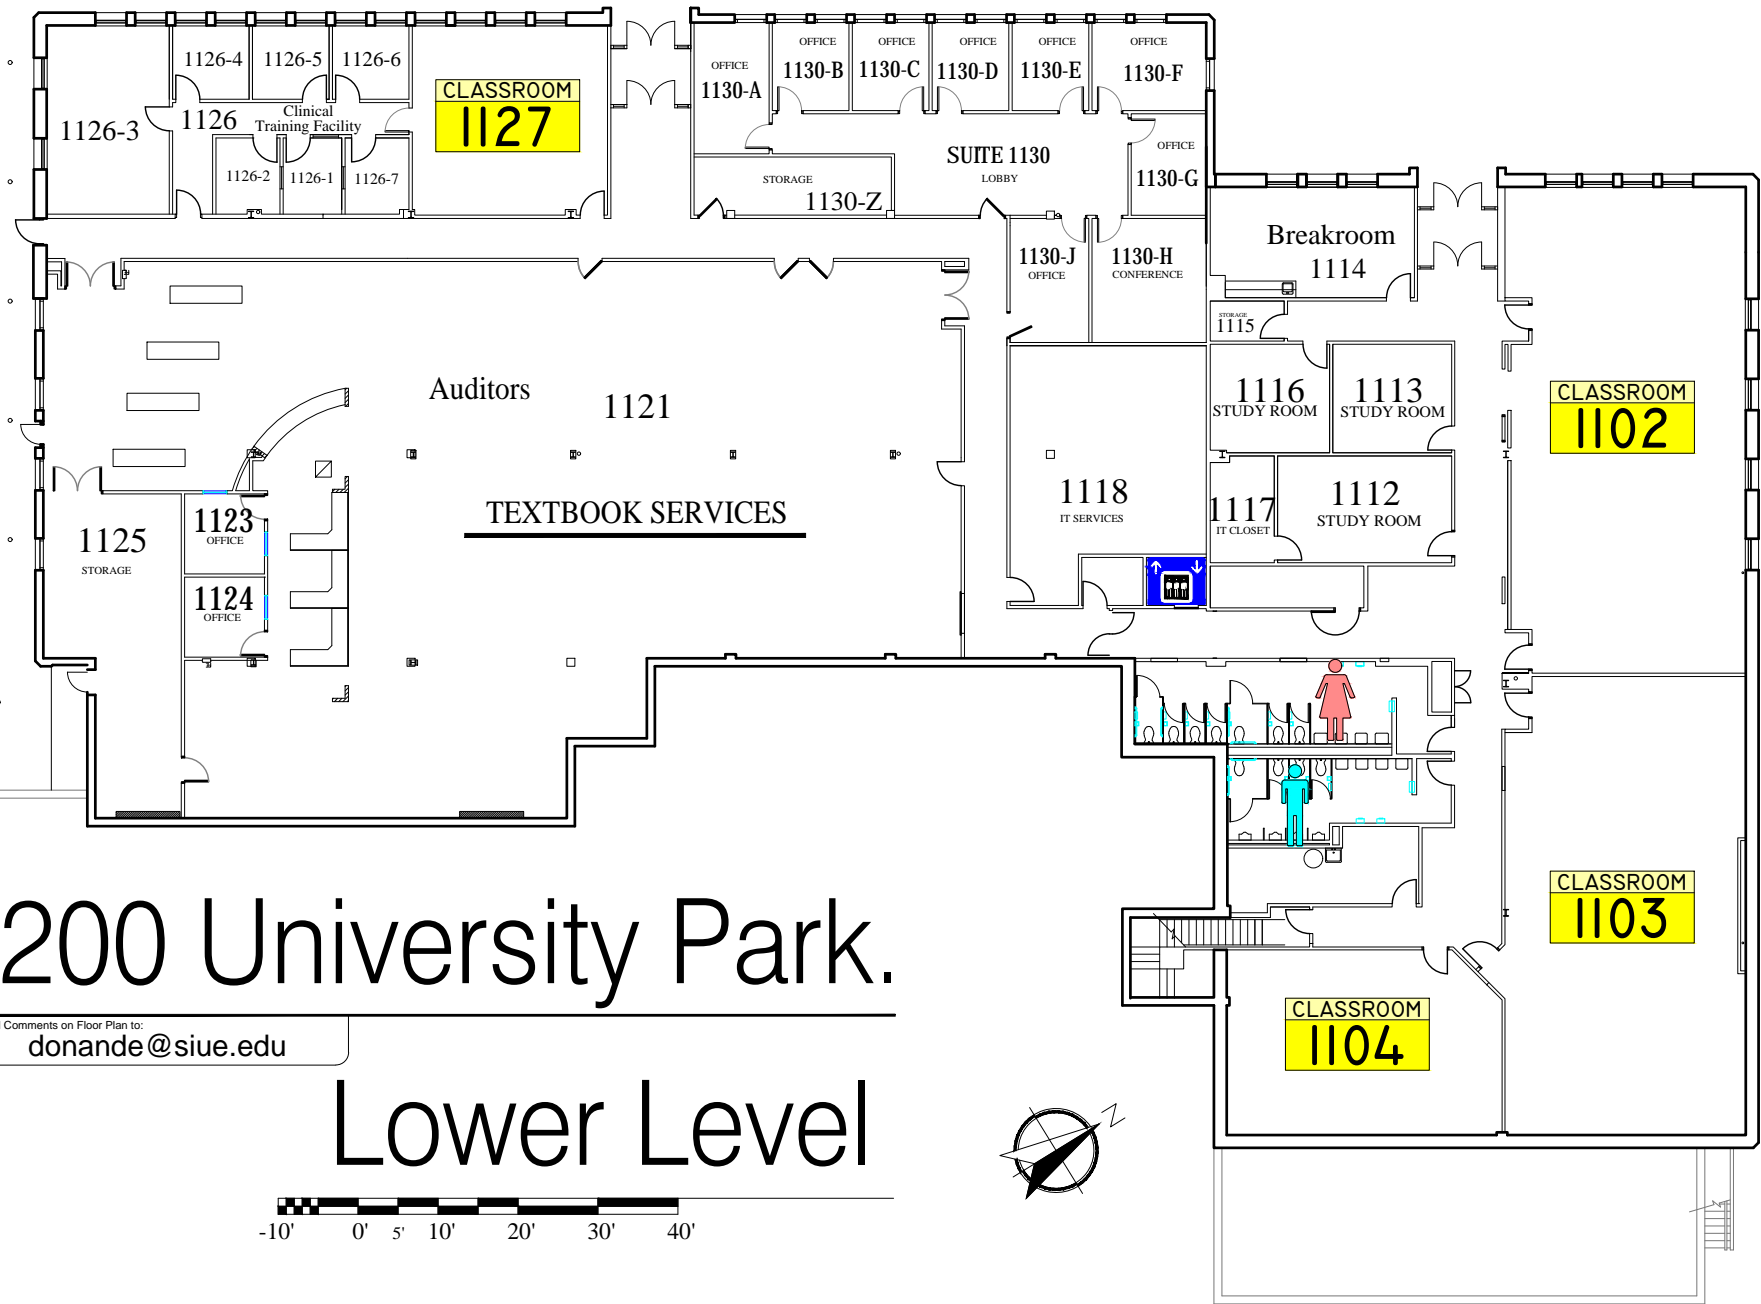 1126-4
1126-5
1126-6
1126-3
1126
Clinical
Training Facility
1126-2
1126-1
1126-7
CLASSROOM
1127
OFFICE
1130-A
OFFICE
1130-B
OFFICE
1130-C
OFFICE
1130-D
OFFICE
1130-E
OFFICE
1130-F
SUITE 1130
LOBBY
OFFICE
1130-G
STORAGE
1130-Z
1130-J
OFFICE
1130-H
CONFERENCE
Breakroom
1114
STORAGE
1115
1116
STUDY ROOM
1113
STUDY ROOM
CLASSROOM
1102
Auditors
1121
TEXTBOOK SERVICES
1118
IT SERVICES
1117
IT CLOSET
1112
STUDY ROOM
1125
STORAGE
1123
OFFICE
1124
OFFICE
CLASSROOM
1103
CLASSROOM
1104
200 University Park.
Comments on Floor Plan to:
donande@siue.edu
Lower Level
N
-10' 0' 5' 10' 20' 30' 40'